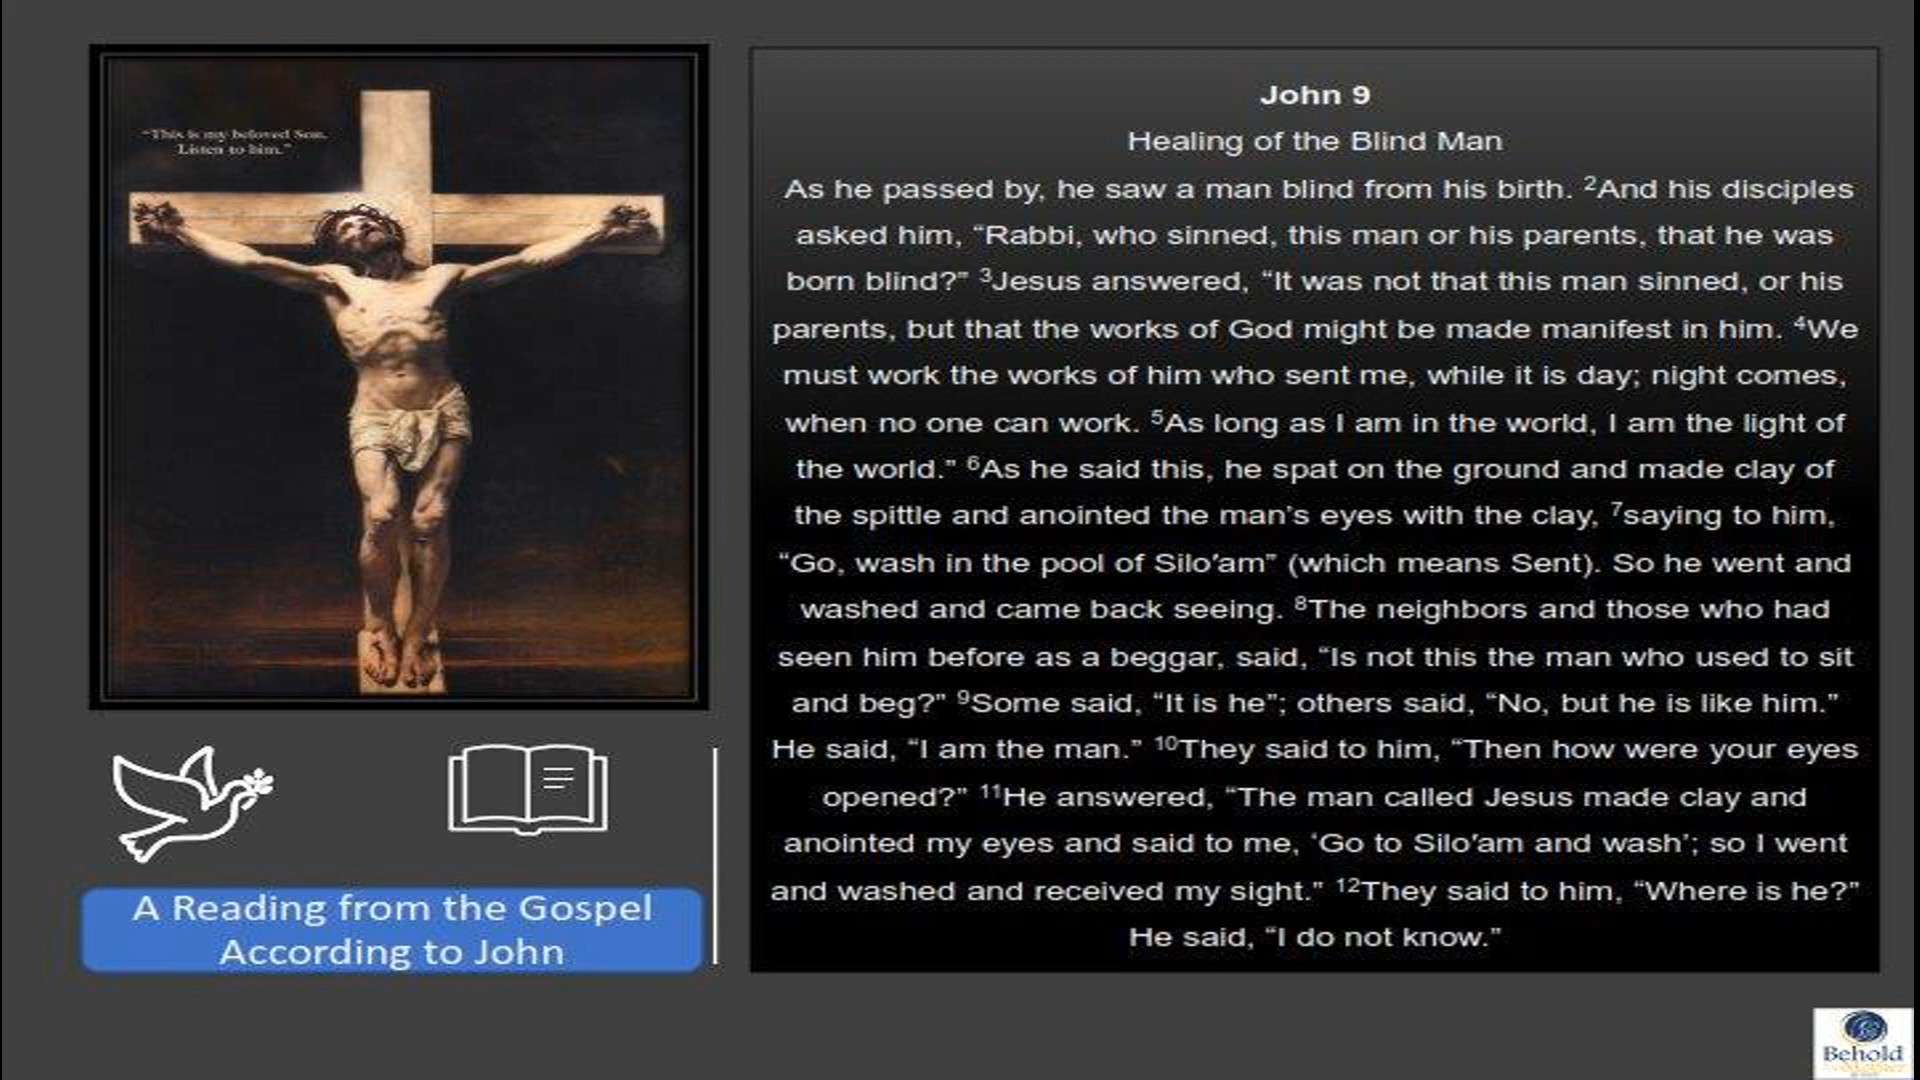 "This is my beloved Son.
Listen to him."
John 9
Healing of the Blind Man
As he passed by, he saw a man blind from his birth. ²And his disciples
asked him, “Rabbi, who sinned, this man or his parents, that he was
born blind?” ³Jesus answered, “It was not that this man sinned, or his
parents, but that the works of God might be made manifest in him. ⁴We
must work the works of him who sent me, while it is day; night comes,
when no one can work. ⁵As long as I am in the world, I am the light of
the world.” ⁶As he said this, he spat on the ground and made clay of
the spittle and anointed the man’s eyes with the clay, ⁷saying to him,
“Go, wash in the pool of Silo′am” (which means Sent). So he went and
washed and came back seeing. ⁸The neighbors and those who had
seen him before as a beggar, said, “Is not this the man who used to sit
and beg?” ⁹Some said, “It is he”; others said, “No, but he is like him.”
He said, “I am the man.” ¹⁰They said to him, “Then how were your eyes
opened?” ¹¹He answered, “The man called Jesus made clay and
anointed my eyes and said to me, ‘Go to Silo′am and wash’; so I went
and washed and received my sight.” ¹²They said to him, “Where is he?”
He said, “I do not know.”
A Reading from the Gospel
According to John
Behold